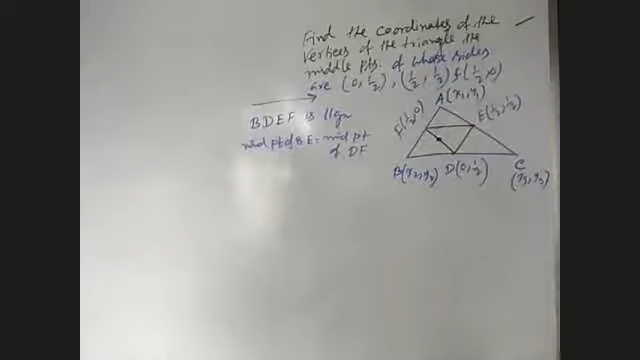 Find the coordinates of the
vertices of the triangle the
middle pts. of whose sides
are (0, 1/2), (1/2, 1/2) & (1/2, 0)
A(x1, y1)
F(1/2, 0)
E(1/2, 1/2)
BDEF is llgm
mid pt of BE = mid pt
of DF
B(x2, y2) D(0, 1/2)
C
(x3, y3)